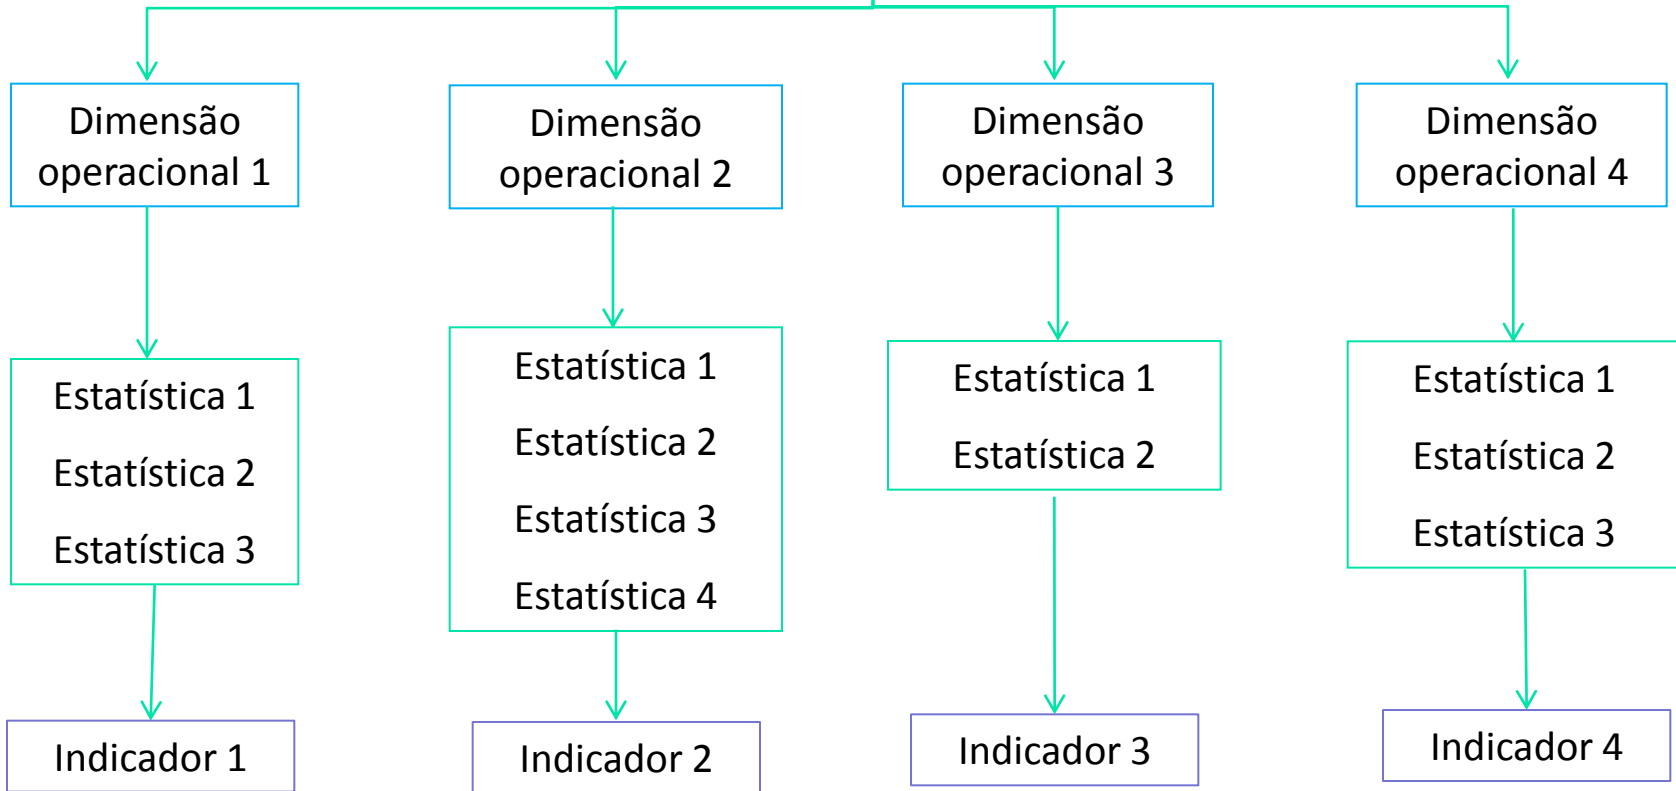 Dimensão
operacional 1
Dimensão
operacional 2
Dimensão
operacional 3
Dimensão
operacional 4
Estatística 1
Estatística 2
Estatística 3
Estatística 1
Estatística 2
Estatística 3
Estatística 4
Estatística 1
Estatística 2
Estatística 1
Estatística 2
Estatística 3
Indicador 1
Indicador 2
Indicador 3
Indicador 4